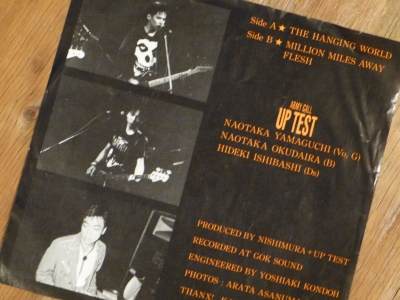 Side A★ THE HANGING WORLD
Side B★ MILLION MILES AWAY
FLESH
ARMY CALL
UP TEST
NAOTAKA YAMAGUCHI (Vo, G)
NAOTAKA OKUDAIRA (B)
HIDEKI ISHIBASHI (Ds)
PRODUCED BY NISHIMURA+UP TEST
RECORDED AT GOK SOUND
ENGINEERED BY YOSHIAKI KONDOH
PHOTOS : ARATA